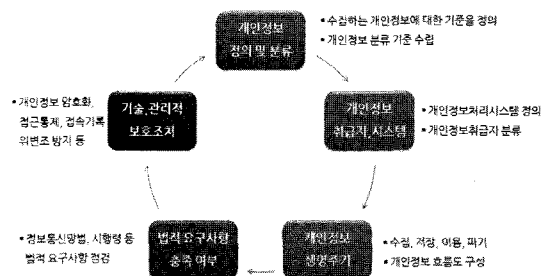 개인정보
정의 및 분류
• 수집하는 개인정보에 대한 기준을 정의
• 개인정보 분류 기준 수립
개인정보
취급자, 시스템
• 개인정보처리시스템 정의
• 개인정보취급자 분류
개인정보
생명주기
• 수집, 저장, 이용, 파기
• 개인정보 흐름도 구성
법적 요구사항
충족 여부
• 정보통신망법, 시행령 등
법적 요구사항 점검
기술, 관리적
보호조치
• 개인정보 암호화,
접근통제, 접속기록
위변조 방지 등